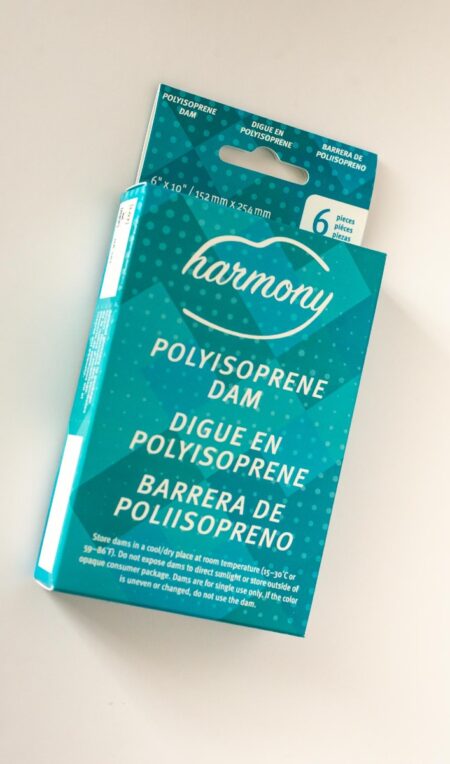 POLYISOPRENE
DAM
DIGUE EN
POLYISOPRENE
BARRERA DE
POLIISOPRENO
6" x 10" / 152 mm x 254 mm
6 pieces
pièces
piezas
harmony
POLYISOPRENE
DAM
DIGUE EN
POLYISOPRENE
BARRERA DE
POLIISOPRENO
Store dams in a cool/dry place at room temperature (15–30°C or
59–86°F). Do not expose dams to direct sunlight or store outside of
opaque consumer package. Dams are for single use only. If the color
is uneven or changed, do not use the dam.